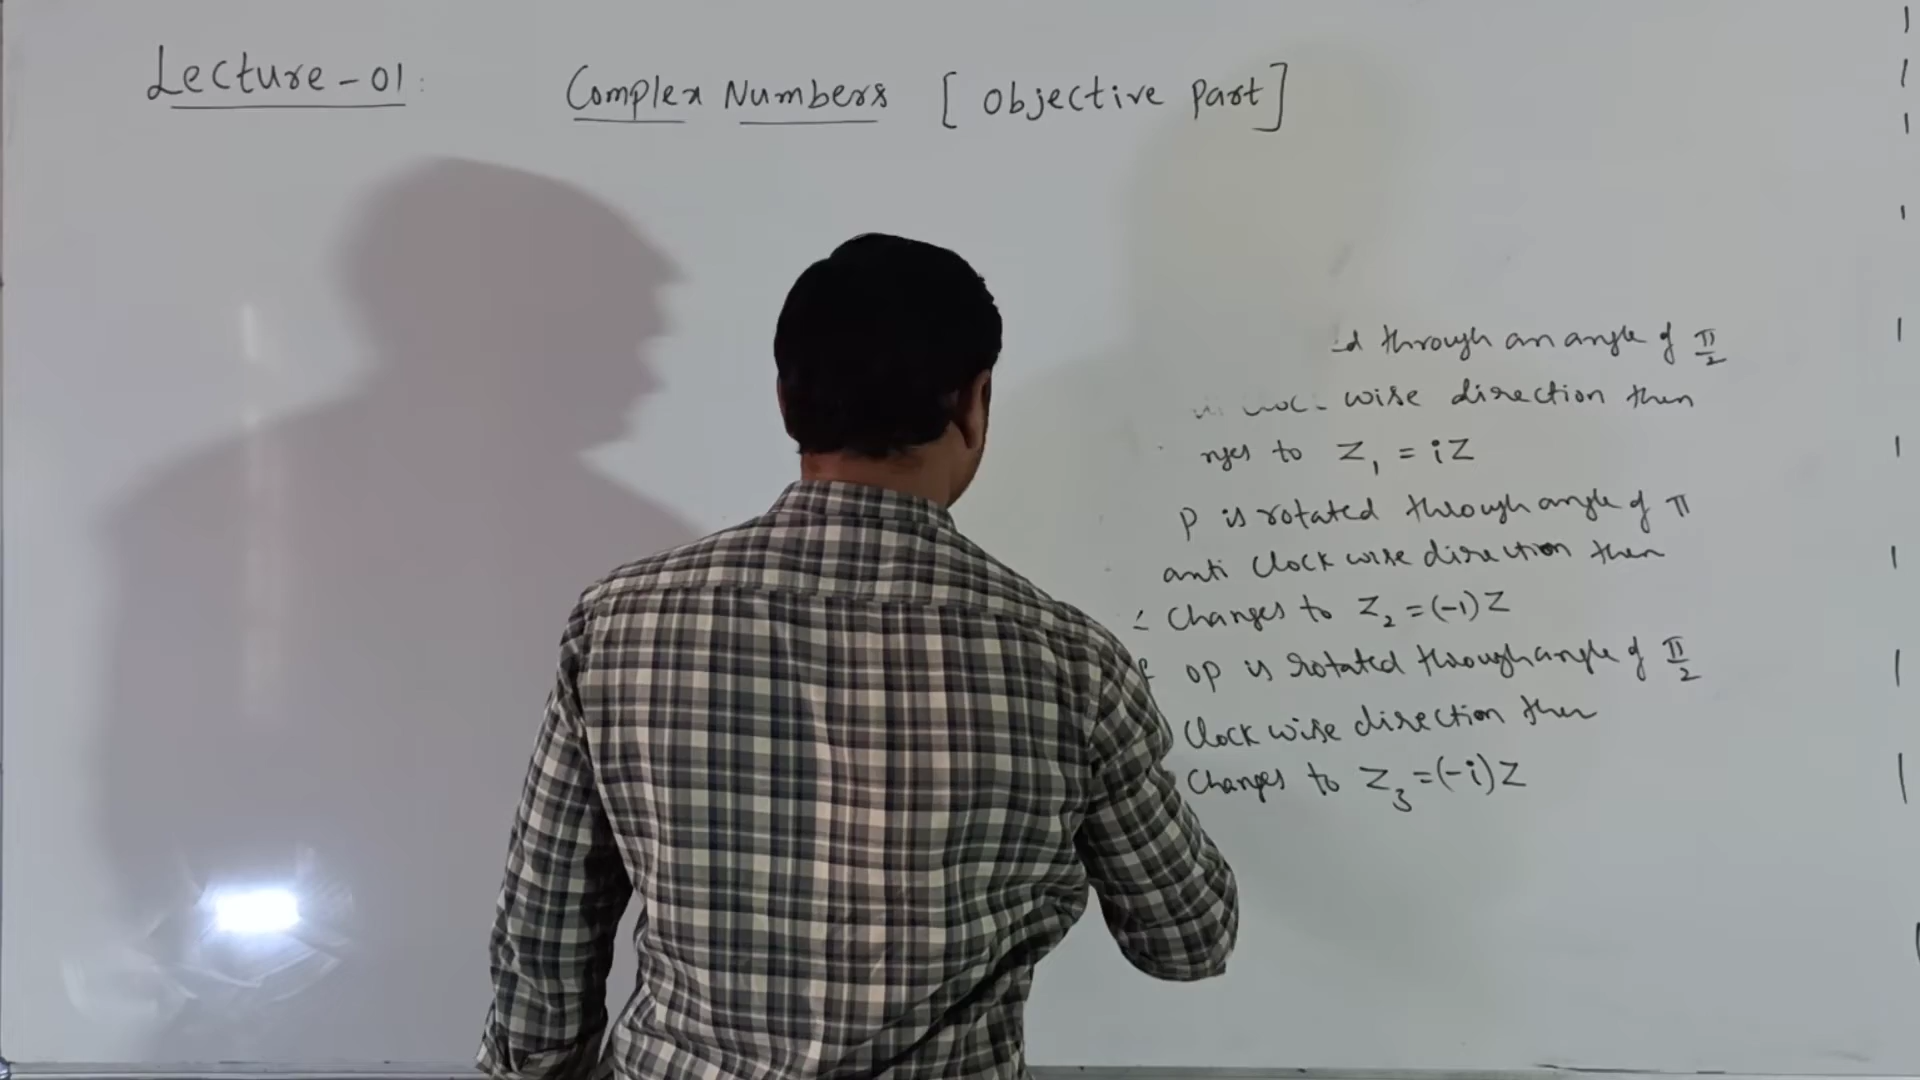 Lecture-01:
Complex Numbers [Objective Part]
through an angle of π/2
wise direction then
to Z₁ = iZ
P is rotated through angle of π
anti clock wise direction then
changes to Z₂ = (-1)Z
OP is rotated through angle of π/2
clock wise direction then
changes to Z₃ = (-i)Z